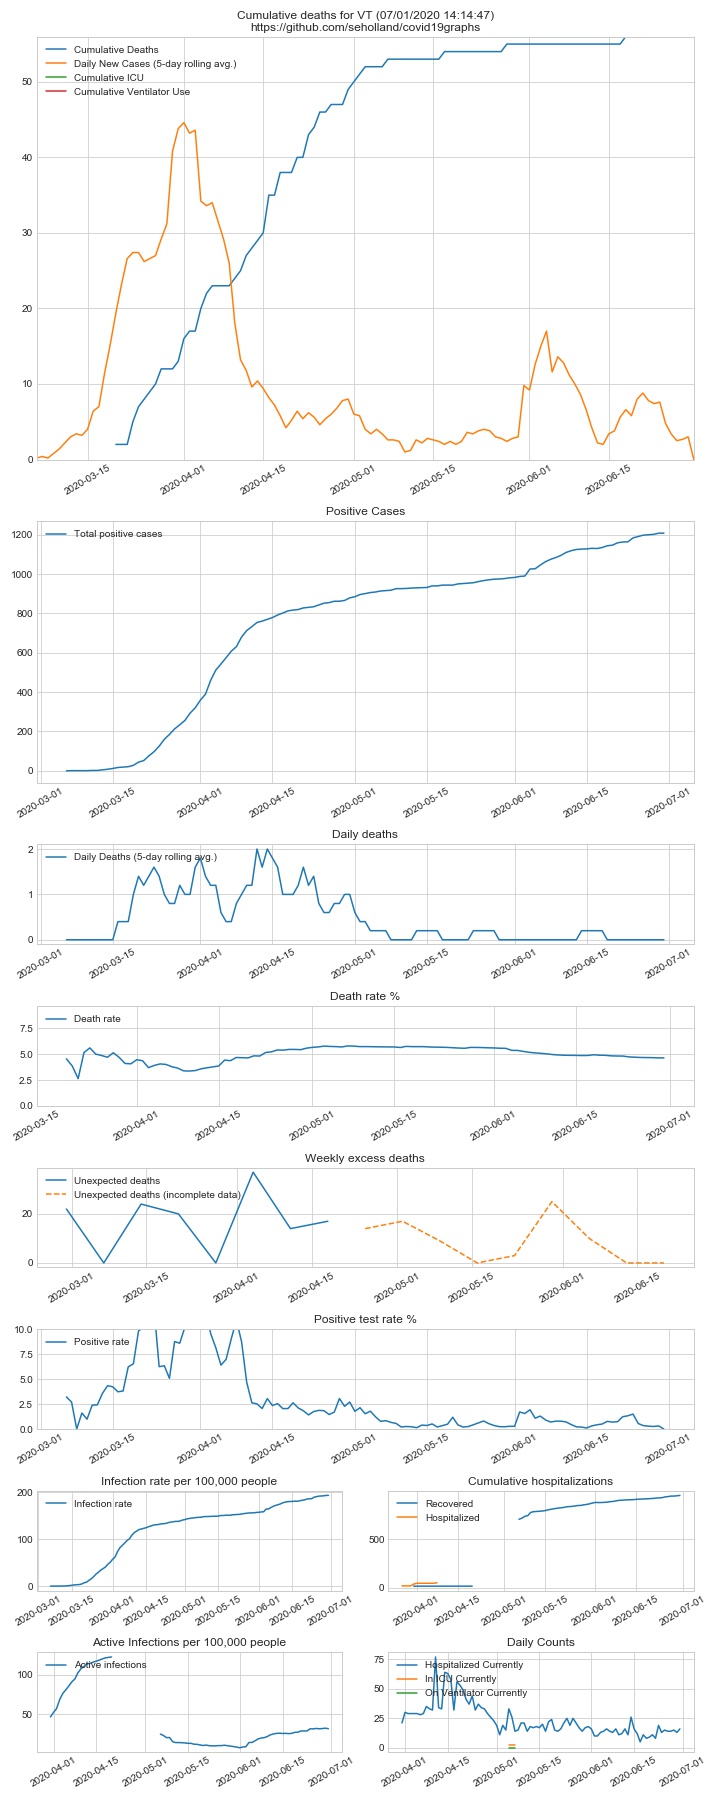 Cumulative deaths for VT (07/01/2020 14:14:47)
https://github.com/seholland/covid19graphs
Cumulative Deaths
Daily New Cases (5-day rolling avg.)
Cumulative ICU
Cumulative Ventilator Use
50
40
30
20
10
0
2020-03-15 2020-04-01 2020-04-15 2020-05-01 2020-05-15 2020-06-01 2020-06-15
Positive Cases
Total positive cases
1200
1000
800
600
400
200
0
2020-03-01 2020-03-15 2020-04-01 2020-04-15 2020-05-01 2020-05-15 2020-06-01 2020-06-15 2020-07-01
Daily deaths
Daily Deaths (5-day rolling avg.)
2
1
0
2020-03-01 2020-03-15 2020-04-01 2020-04-15 2020-05-01 2020-05-15 2020-06-01 2020-06-15 2020-07-01
Death rate %
Death rate
7.5
5.0
2.5
0.0
2020-03-15 2020-04-01 2020-04-15 2020-05-01 2020-05-15 2020-06-01 2020-06-15 2020-07-01
Weekly excess deaths
Unexpected deaths
Unexpected deaths (incomplete data)
20
0
2020-03-01 2020-03-15 2020-04-01 2020-04-15 2020-05-01 2020-05-15 2020-06-01 2020-06-15
Positive test rate %
Positive rate
10.0
7.5
5.0
2.5
0.0
2020-03-01 2020-03-15 2020-04-01 2020-04-15 2020-05-01 2020-05-15 2020-06-01 2020-06-15 2020-07-01
Infection rate per 100,000 people
Infection rate
200
100
0
2020-03-01 2020-03-15 2020-04-01 2020-04-15 2020-05-01 2020-05-15 2020-06-01 2020-06-15 2020-07-01
Cumulative hospitalizations
Recovered
Hospitalized
500
0
2020-04-01 2020-04-15 2020-05-01 2020-05-15 2020-06-01 2020-06-15 2020-07-01
Active Infections per 100,000 people
Active infections
100
50
2020-04-01 2020-04-15 2020-05-01 2020-05-15 2020-06-01 2020-06-15 2020-07-01
Daily Counts
Hospitalized Currently
In ICU Currently
On Ventilator Currently
75
50
25
0
2020-04-01 2020-04-15 2020-05-01 2020-05-15 2020-06-01 2020-06-15 2020-07-01